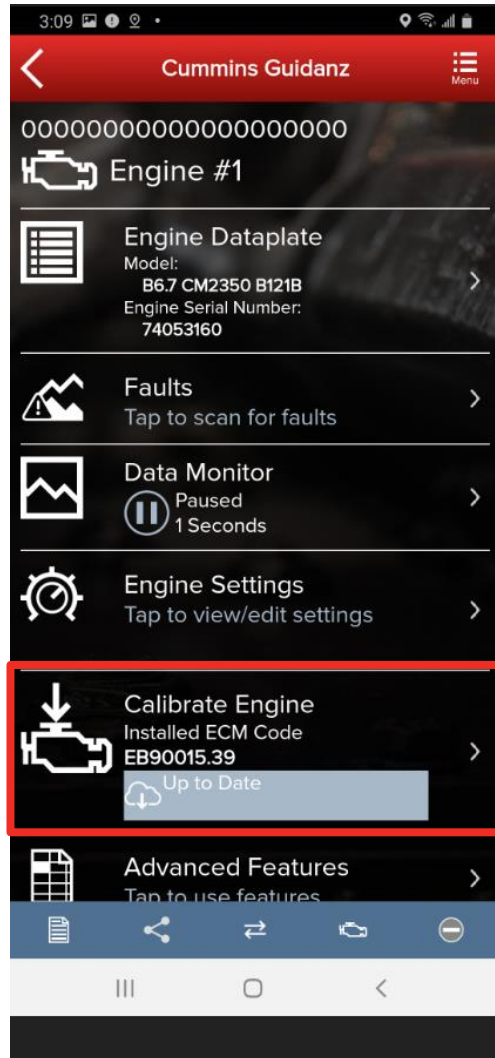 3:09
Cummins Guidanz
Menu
00000000000000000000
Engine #1
Engine Dataplate
Model:
B6.7 CM2350 B121B
Engine Serial Number:
74053160
Faults
Tap to scan for faults
Data Monitor
Paused
1 Seconds
Engine Settings
Tap to view/edit settings
Calibrate Engine
Installed ECM Code
EB90015.39
Up to Date
Advanced Features
Tap to use features